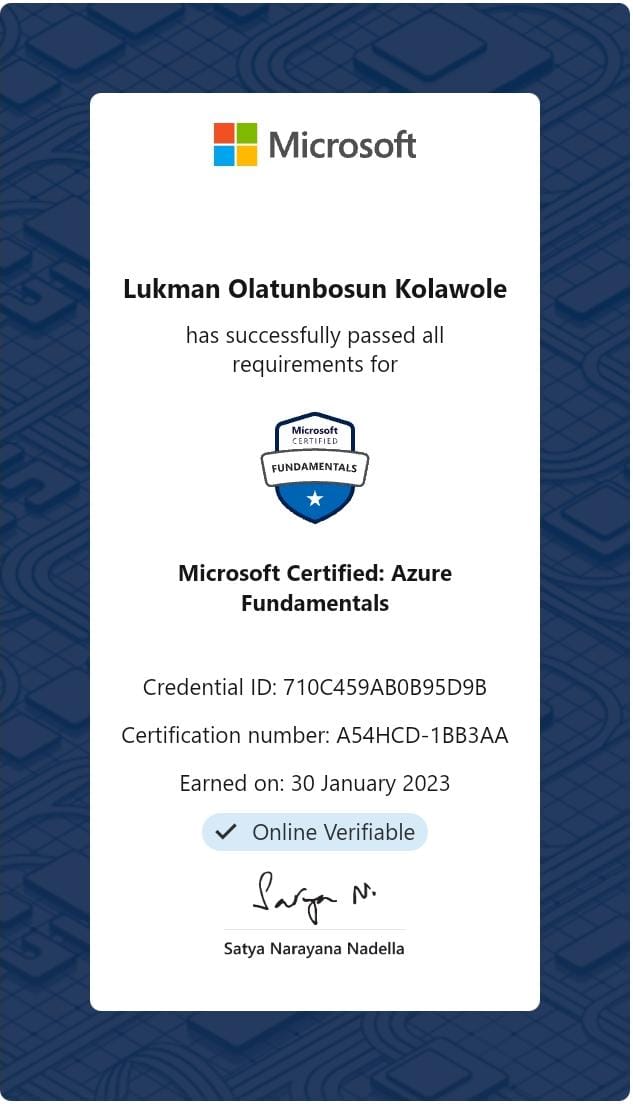 Microsoft
Lukman Olatunbosun Kolawole
has successfully passed all
requirements for
Microsoft
CERTIFIED
FUNDAMENTALS
Microsoft Certified: Azure
Fundamentals
Credential ID: 710C459AB0B95D9B
Certification number: A54HCD-1BB3AA
Earned on: 30 January 2023
Online Verifiable
Satya N.
Satya Narayana Nadella